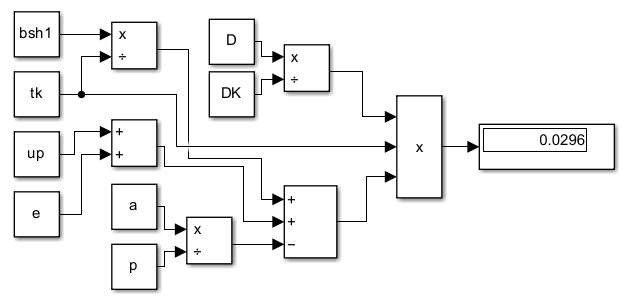 bsh1
x
÷
tk
D
x
÷
DK
up
+
+
e
a
x
÷
p
+
+
−
x
0.0296